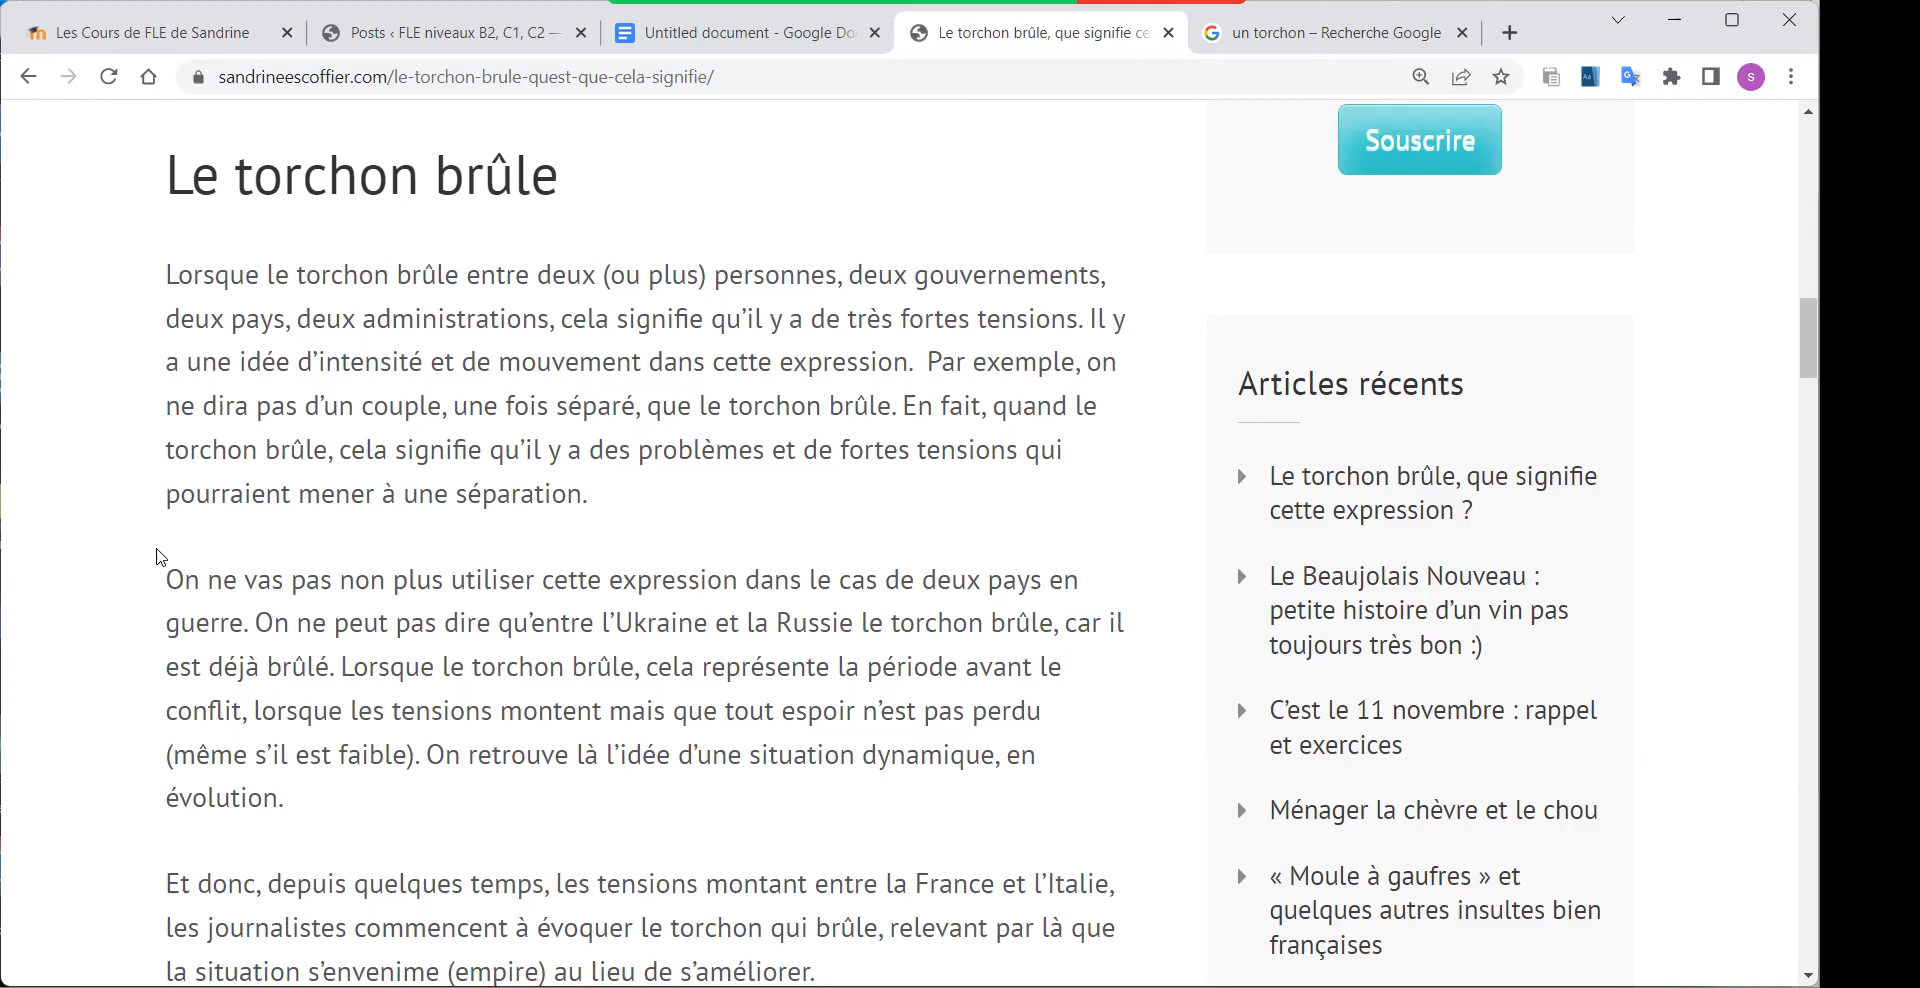 Les Cours de FLE de Sandrine
Posts ‹ FLE niveaux B2, C1, C2 —
Untitled document - Google Do
Le torchon brûle, que signifie ce
un torchon – Recherche Google
sandrineescoffier.com/le-torchon-brule-quest-que-cela-signifie/
S
Le torchon brûle
Lorsque le torchon brûle entre deux (ou plus) personnes, deux gouvernements,
deux pays, deux administrations, cela signifie qu’il y a de très fortes tensions. Il y
a une idée d’intensité et de mouvement dans cette expression.  Par exemple, on
ne dira pas d’un couple, une fois séparé, que le torchon brûle. En fait, quand le
torchon brûle, cela signifie qu’il y a des problèmes et de fortes tensions qui
pourraient mener à une séparation.
On ne vas pas non plus utiliser cette expression dans le cas de deux pays en
guerre. On ne peut pas dire qu’entre l’Ukraine et la Russie le torchon brûle, car il
est déjà brûlé. Lorsque le torchon brûle, cela représente la période avant le
conflit, lorsque les tensions montent mais que tout espoir n’est pas perdu
(même s’il est faible). On retrouve là l’idée d’une situation dynamique, en
évolution.
Et donc, depuis quelques temps, les tensions montant entre la France et l’Italie,
les journalistes commencent à évoquer le torchon qui brûle, relevant par là que
la situation s’envenime (empire) au lieu de s’améliorer.
Souscrire
Articles récents
Le torchon brûle, que signifie
cette expression ?
Le Beaujolais Nouveau :
petite histoire d’un vin pas
toujours très bon :)
C’est le 11 novembre : rappel
et exercices
Ménager la chèvre et le chou
« Moule à gaufres » et
quelques autres insultes bien
françaises